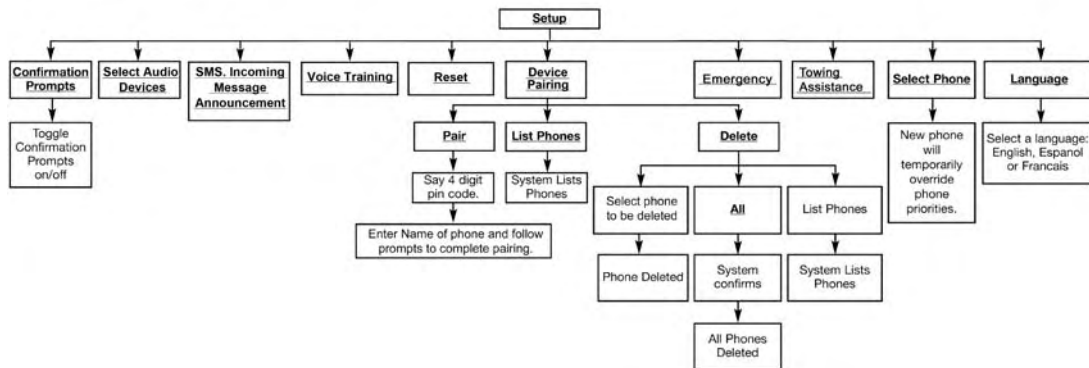 Setup
Confirmation
Prompts
Select Audio
Devices
SMS. Incoming
Message
Announcement
Voice Training
Reset
Device
Pairing
Emergency
Towing
Assistance
Select Phone
Language
Toggle
Confirmation
Prompts
on/off
Pair
List Phones
Delete
New phone
will
temporarily
override
phone
priorities.
Select a language:
English, Espanol
or Francais
Say 4 digit
pin code.
System Lists
Phones
Select phone
to be deleted
All
List Phones
Enter Name of phone and follow
prompts to complete pairing.
Phone Deleted
System
confirms
System Lists
Phones
All Phones
Deleted